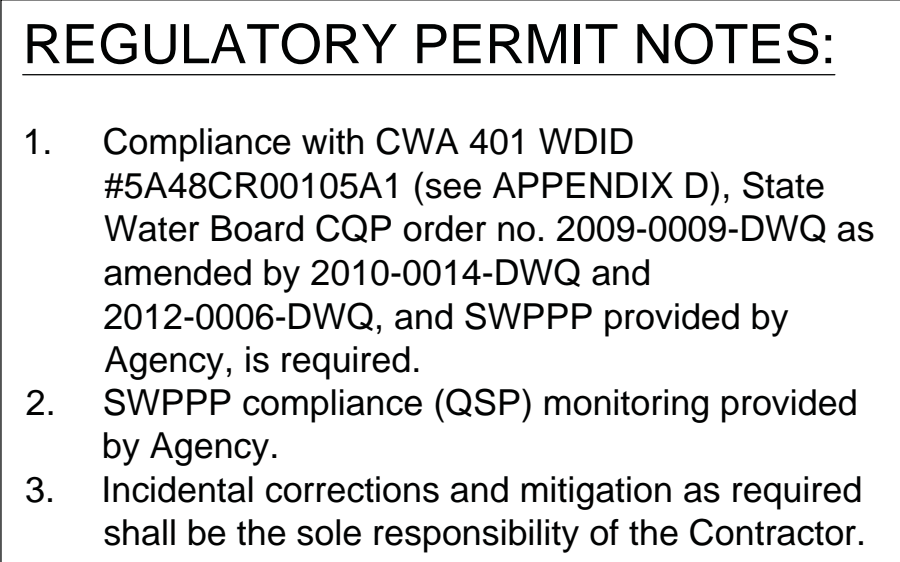 REGULATORY PERMIT NOTES:
1. Compliance with CWA 401 WDID
#5A48CR00105A1 (see APPENDIX D), State
Water Board CQP order no. 2009-0009-DWQ as
amended by 2010-0014-DWQ and
2012-0006-DWQ, and SWPPP provided by
Agency, is required.
2. SWPPP compliance (QSP) monitoring provided
by Agency.
3. Incidental corrections and mitigation as required
shall be the sole responsibility of the Contractor.